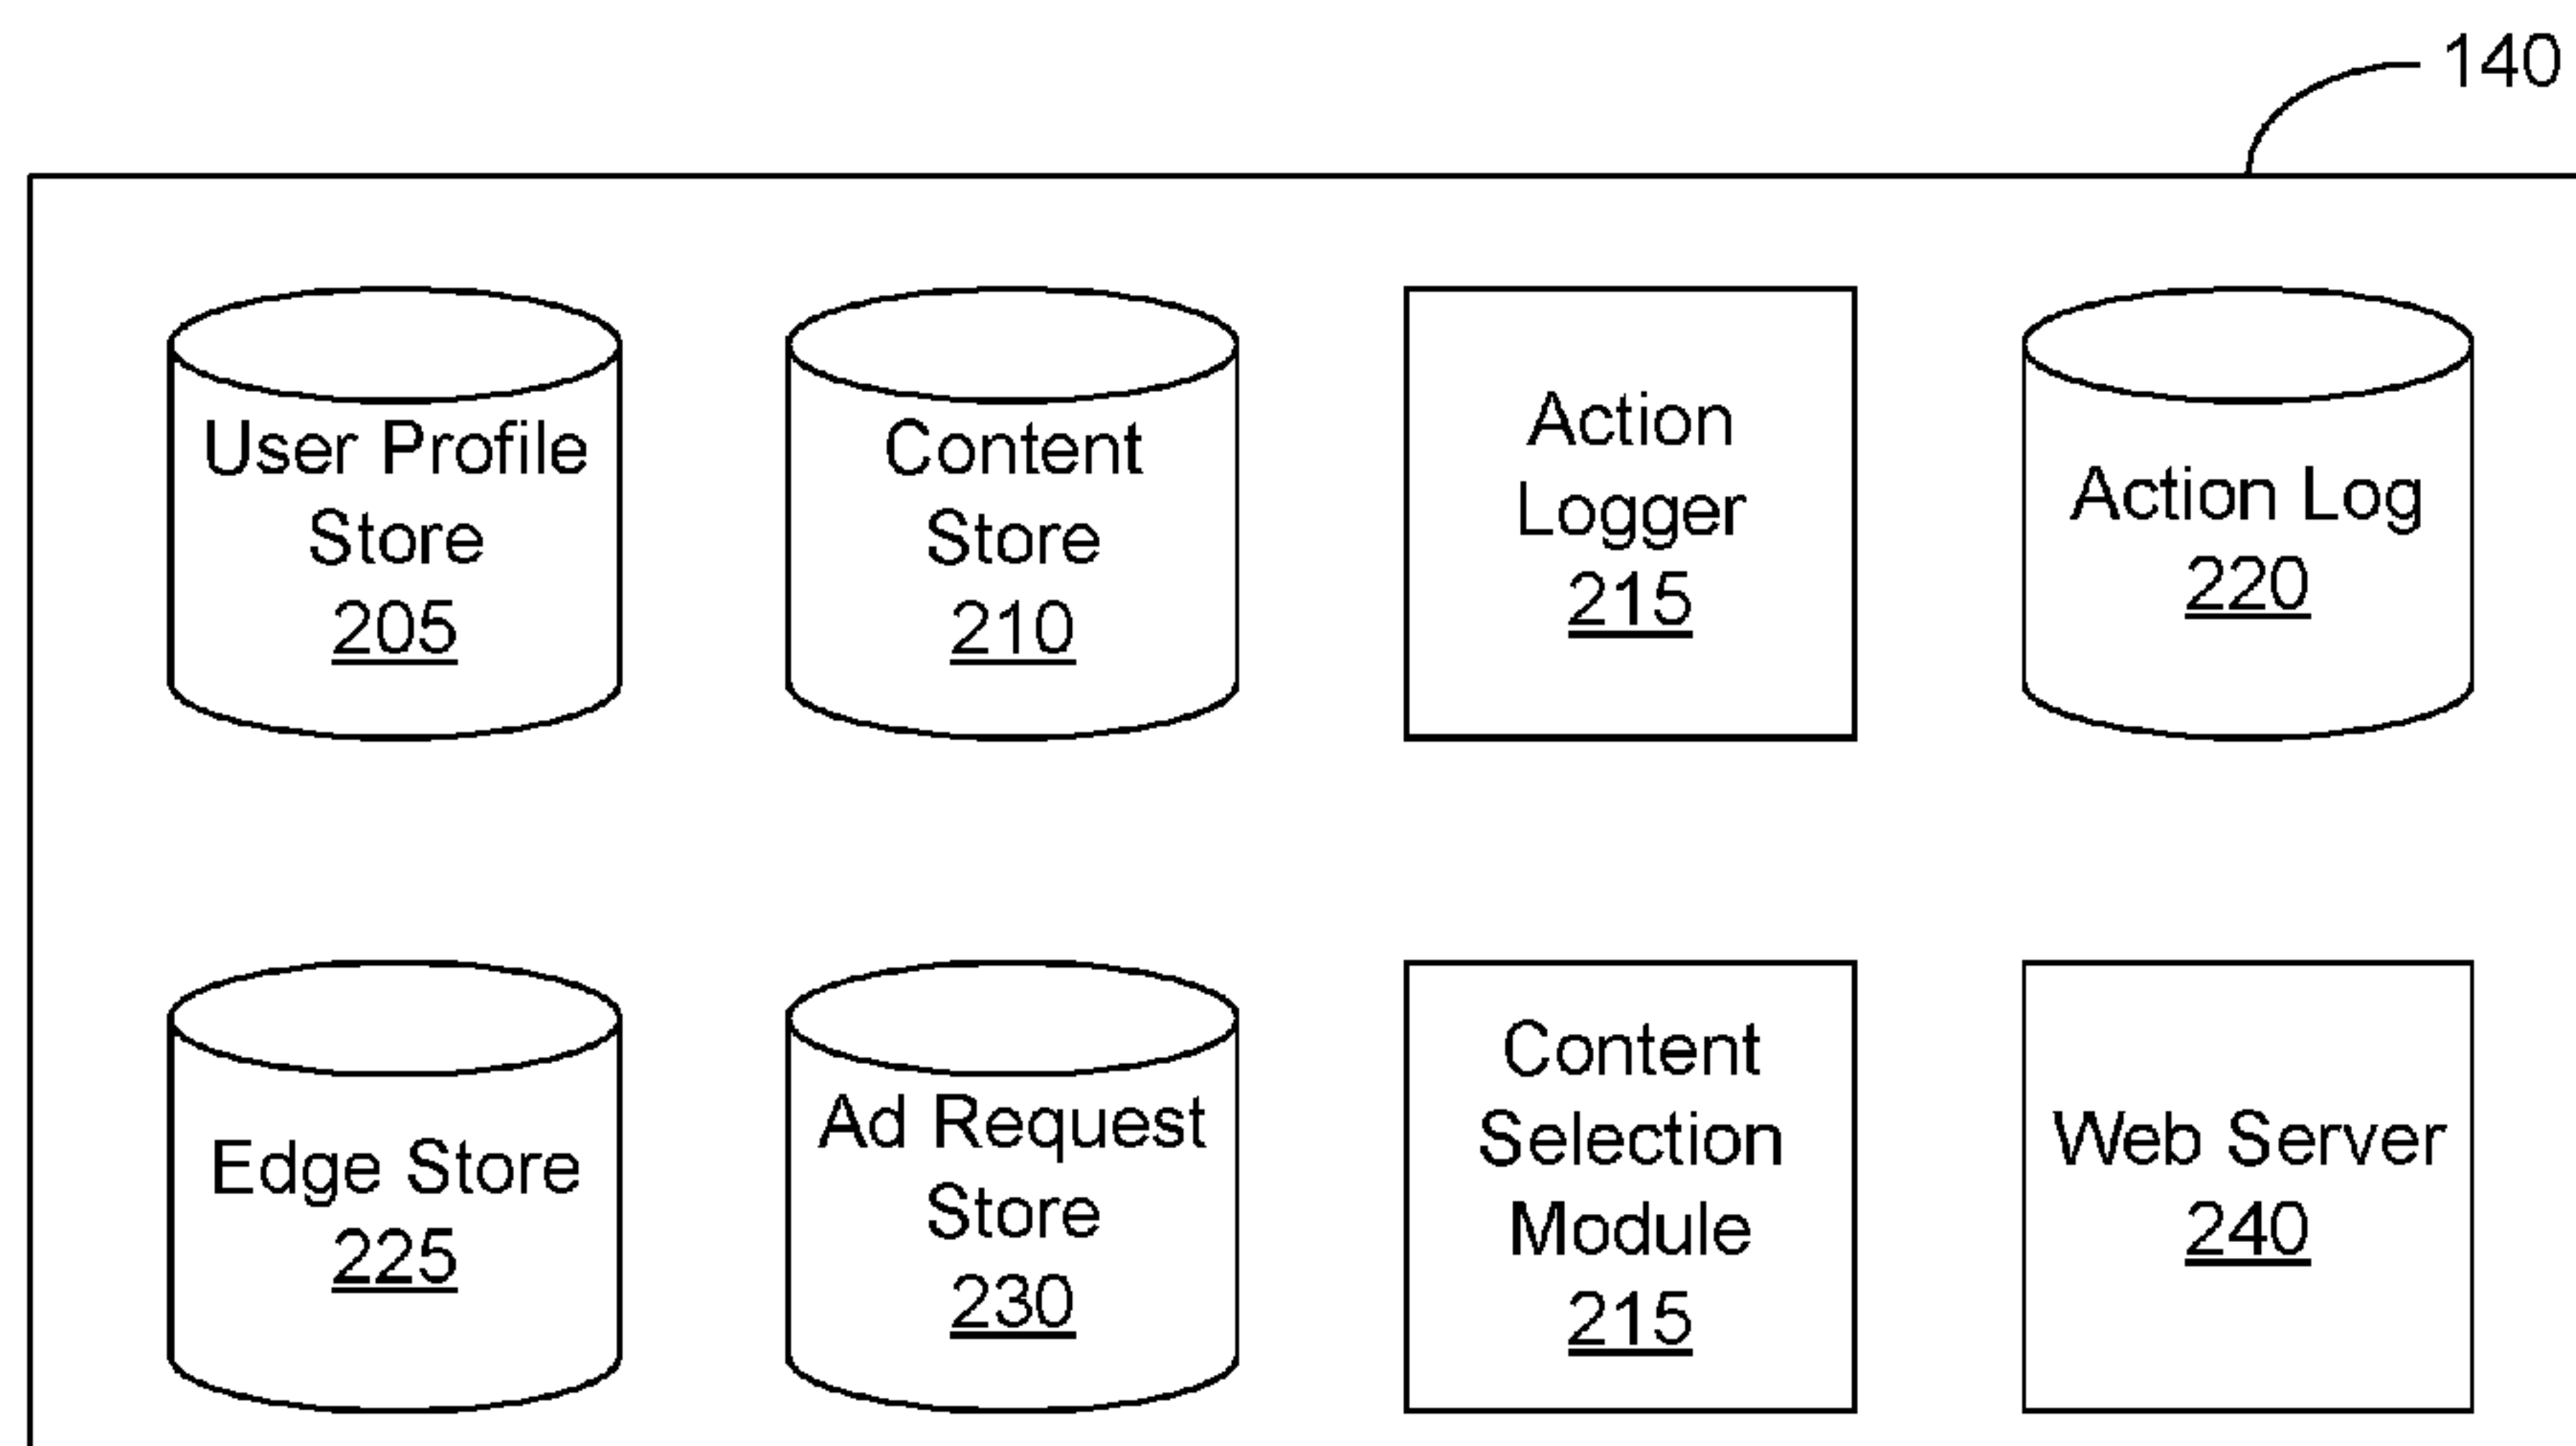 140
User Profile
Store
205
Content
Store
210
Action
Logger
215
Action Log
220
Edge Store
225
Ad Request
Store
230
Content
Selection
Module
215
Web Server
240